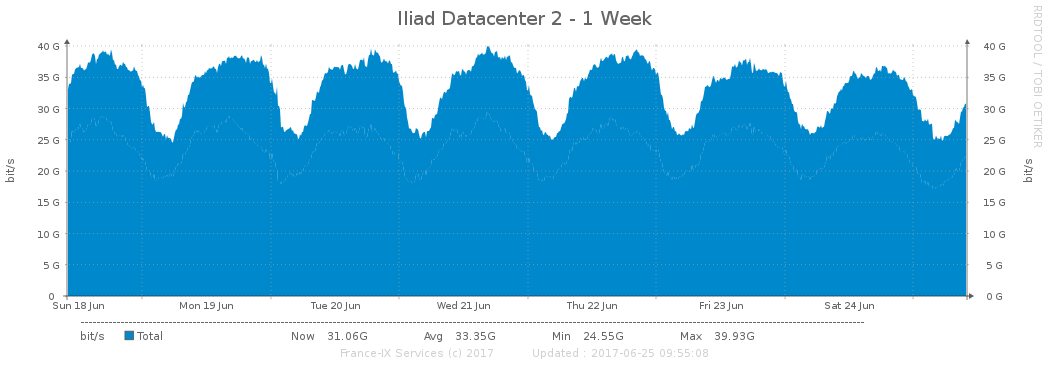 Iliad Datacenter 2 - 1 Week
RRDTOOL / TOBI OETIKER
40 G 40 G
35 G 35 G
30 G 30 G
25 G 25 G
20 G 20 G
15 G 15 G
10 G 10 G
5 G 5 G
0 0 G
bit/s bit/s
Sun 18 Jun Mon 19 Jun Tue 20 Jun Wed 21 Jun Thu 22 Jun Fri 23 Jun Sat 24 Jun
bit/s Total Now 31.06G Avg 33.35G Min 24.55G Max 39.93G
France-IX Services (c) 2017 Updated : 2017-06-25 09:55:08